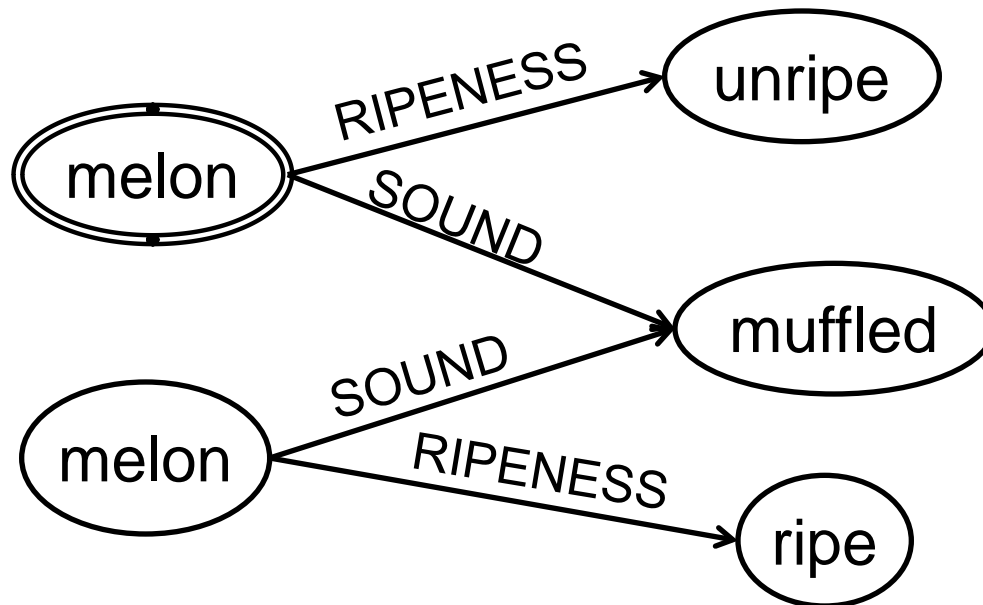 RIPENESS
unripe
melon
SOUND
muffled
SOUND
melon
RIPENESS
ripe